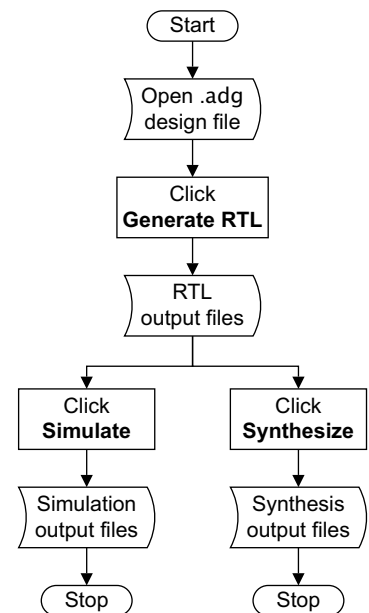 Start
Open .adg
design file
Click
Generate RTL
RTL
output files
Click
Simulate
Click
Synthesize
Simulation
output files
Synthesis
output files
Stop
Stop